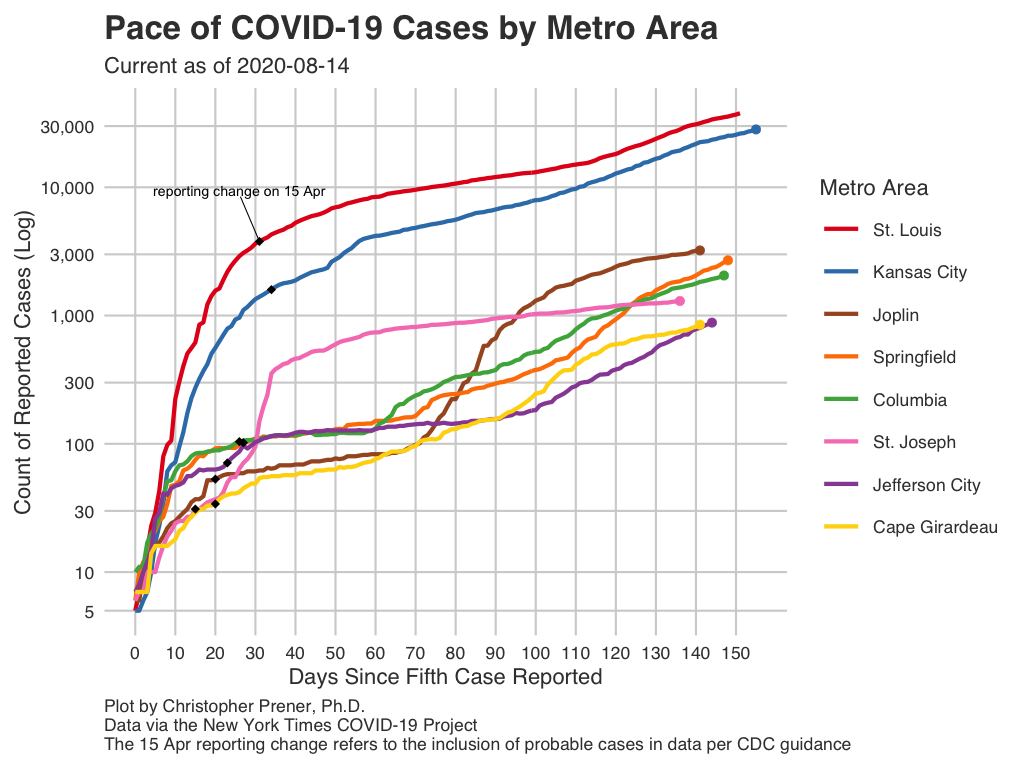 Pace of COVID-19 Cases by Metro Area
Current as of 2020-08-14
Count of Reported Cases (Log)
30,000
10,000
3,000
1,000
300
100
30
10
5
reporting change on 15 Apr
0 10 20 30 40 50 60 70 80 90 100 110 120 130 140 150
Days Since Fifth Case Reported
Metro Area
St. Louis
Kansas City
Joplin
Springfield
Columbia
St. Joseph
Jefferson City
Cape Girardeau
Plot by Christopher Prener, Ph.D.
Data via the New York Times COVID-19 Project
The 15 Apr reporting change refers to the inclusion of probable cases in data per CDC guidance